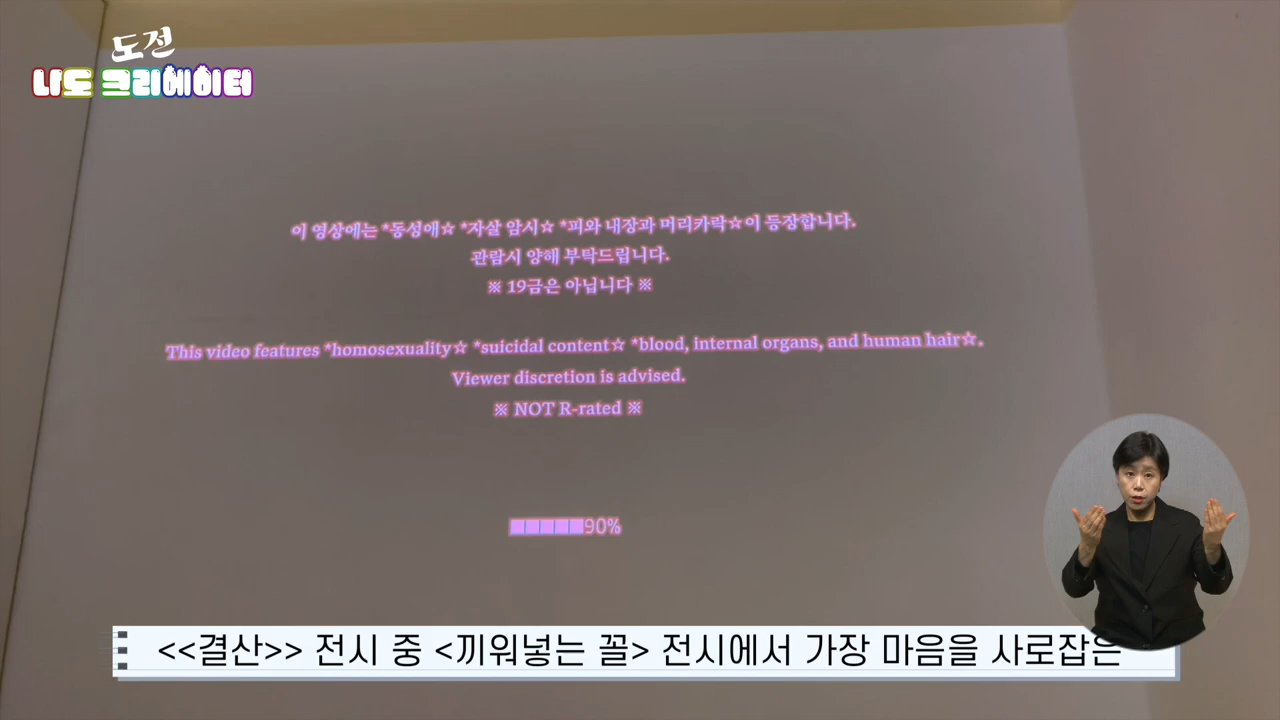 도전
나도 크리에이터
이 영상에는 *동성애☆ *자살 암시☆ *피와 내장과 머리카락☆이 등장합니다.
관람시 양해 부탁드립니다.
※ 19금은 아닙니다 ※
This video features *homosexuality☆ *suicidal content☆ *blood, internal organs, and human hair☆.
Viewer discretion is advised.
※ NOT R-rated ※
90%
<<결산>> 전시 중 <끼워넣는 꼴> 전시에서 가장 마음을 사로잡은